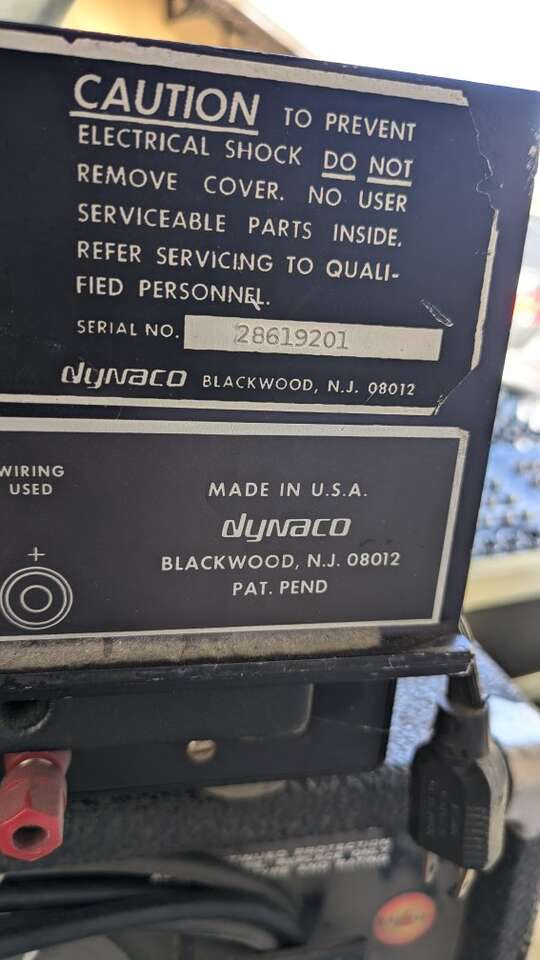 CAUTION TO PREVENT
ELECTRICAL SHOCK DO NOT
REMOVE COVER. NO USER
SERVICEABLE PARTS INSIDE.
REFER SERVICING TO QUALI-
FIED PERSONNEL.
SERIAL NO. 28619201
dynaco BLACKWOOD, N.J. 08012
WIRING
USED
+
MADE IN U.S.A.
dynaco
BLACKWOOD, N.J. 08012
PAT. PEND
PROTECTION